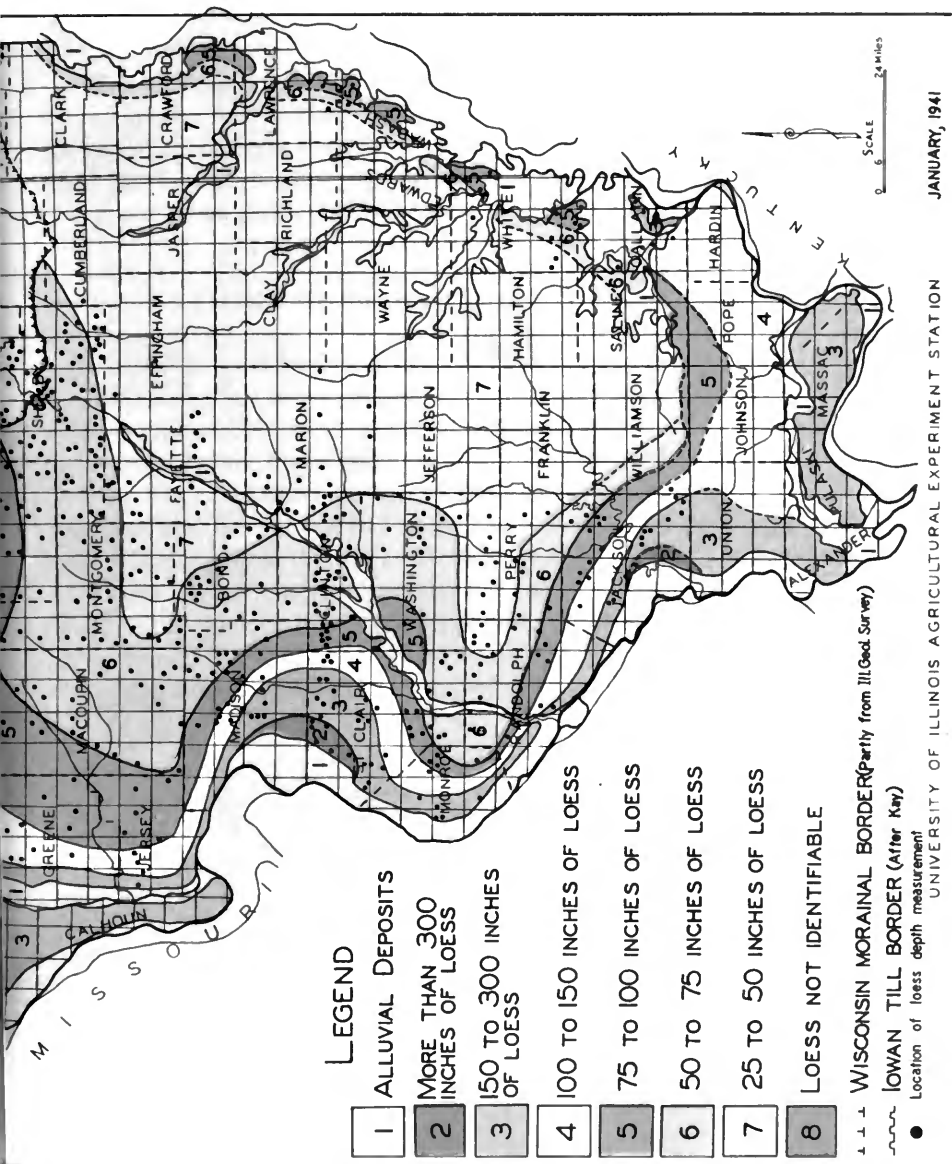 MISSOURI
KENTUCKY
CALHOUN
GREENE
JERSEY
MACOUPIN
MADISON
MONTGOMERY
BOND
FAYETTE
SHELBY
CUMBERLAND
CLARK
EFFINGHAM
JASPER
CRAWFORD
CLAY
RICHLAND
LAWRENCE
MARION
CLAIR
MONROE
WASHINGTON
JEFFERSON
WAYNE
EDWARD
WHITE
RANDOLPH
PERRY
FRANKLIN
HAMILTON
JACKSON
WILLIAMSON
SALINE
GALLATIN
UNION
JOHNSON
POPE
HARDIN
ALEXANDER
PULASKI
MASSAC
SCALE
0 6 24 Miles
LEGEND
1 ALLUVIAL DEPOSITS
2 MORE THAN 300
INCHES OF LOESS
3 150 TO 300 INCHES
OF LOESS
4 100 TO 150 INCHES OF LOESS
5 75 TO 100 INCHES OF LOESS
6 50 TO 75 INCHES OF LOESS
7 25 TO 50 INCHES OF LOESS
8 LOESS NOT IDENTIFIABLE
WISCONSIN MORAINAL BORDER (Partly from Ill. Geol. Survey)
IOWAN TILL BORDER (After Kay)
Location of loess depth measurement
UNIVERSITY OF ILLINOIS AGRICULTURAL EXPERIMENT STATION
JANUARY, 1941